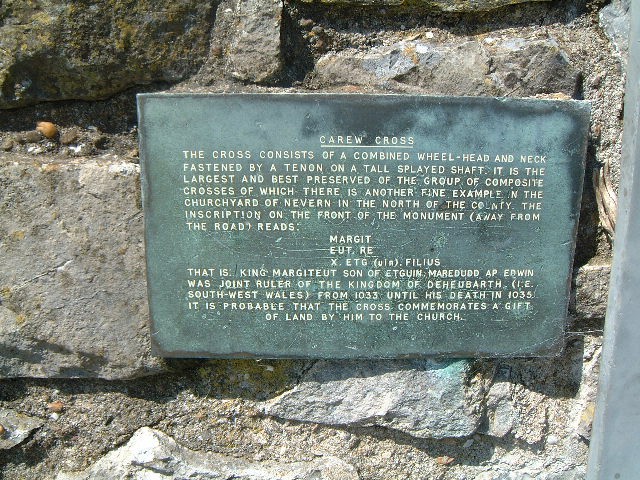 CAREW CROSS
THE CROSS CONSISTS OF A COMBINED WHEEL-HEAD AND NECK
FASTENED BY A TENON ON A TALL SPLAYED SHAFT. IT IS THE
LARGEST AND BEST PRESERVED OF THE GROUP OF COMPOSITE
CROSSES OF WHICH THERE IS ANOTHER FINE EXAMPLE IN THE
CHURCHYARD OF NEVERN IN THE NORTH OF THE COUNTY. THE
INSCRIPTION ON THE FRONT OF THE MONUMENT (AWAY FROM
THE ROAD) READS:
MARGIT
EUT. RE
X. ETG (uin). FILIUS
THAT IS. KING MARGITEUT SON OF ETGUIN. MAREDUDD AP EDWIN
WAS JOINT RULER OF THE KINGDOM OF DEHEUBARTH, (I.E.
SOUTH-WEST WALES) FROM 1033 UNTIL HIS DEATH IN 1035.
IT IS PROBABLE THAT THE CROSS COMMEMORATES A GIFT
OF LAND BY HIM TO THE CHURCH.